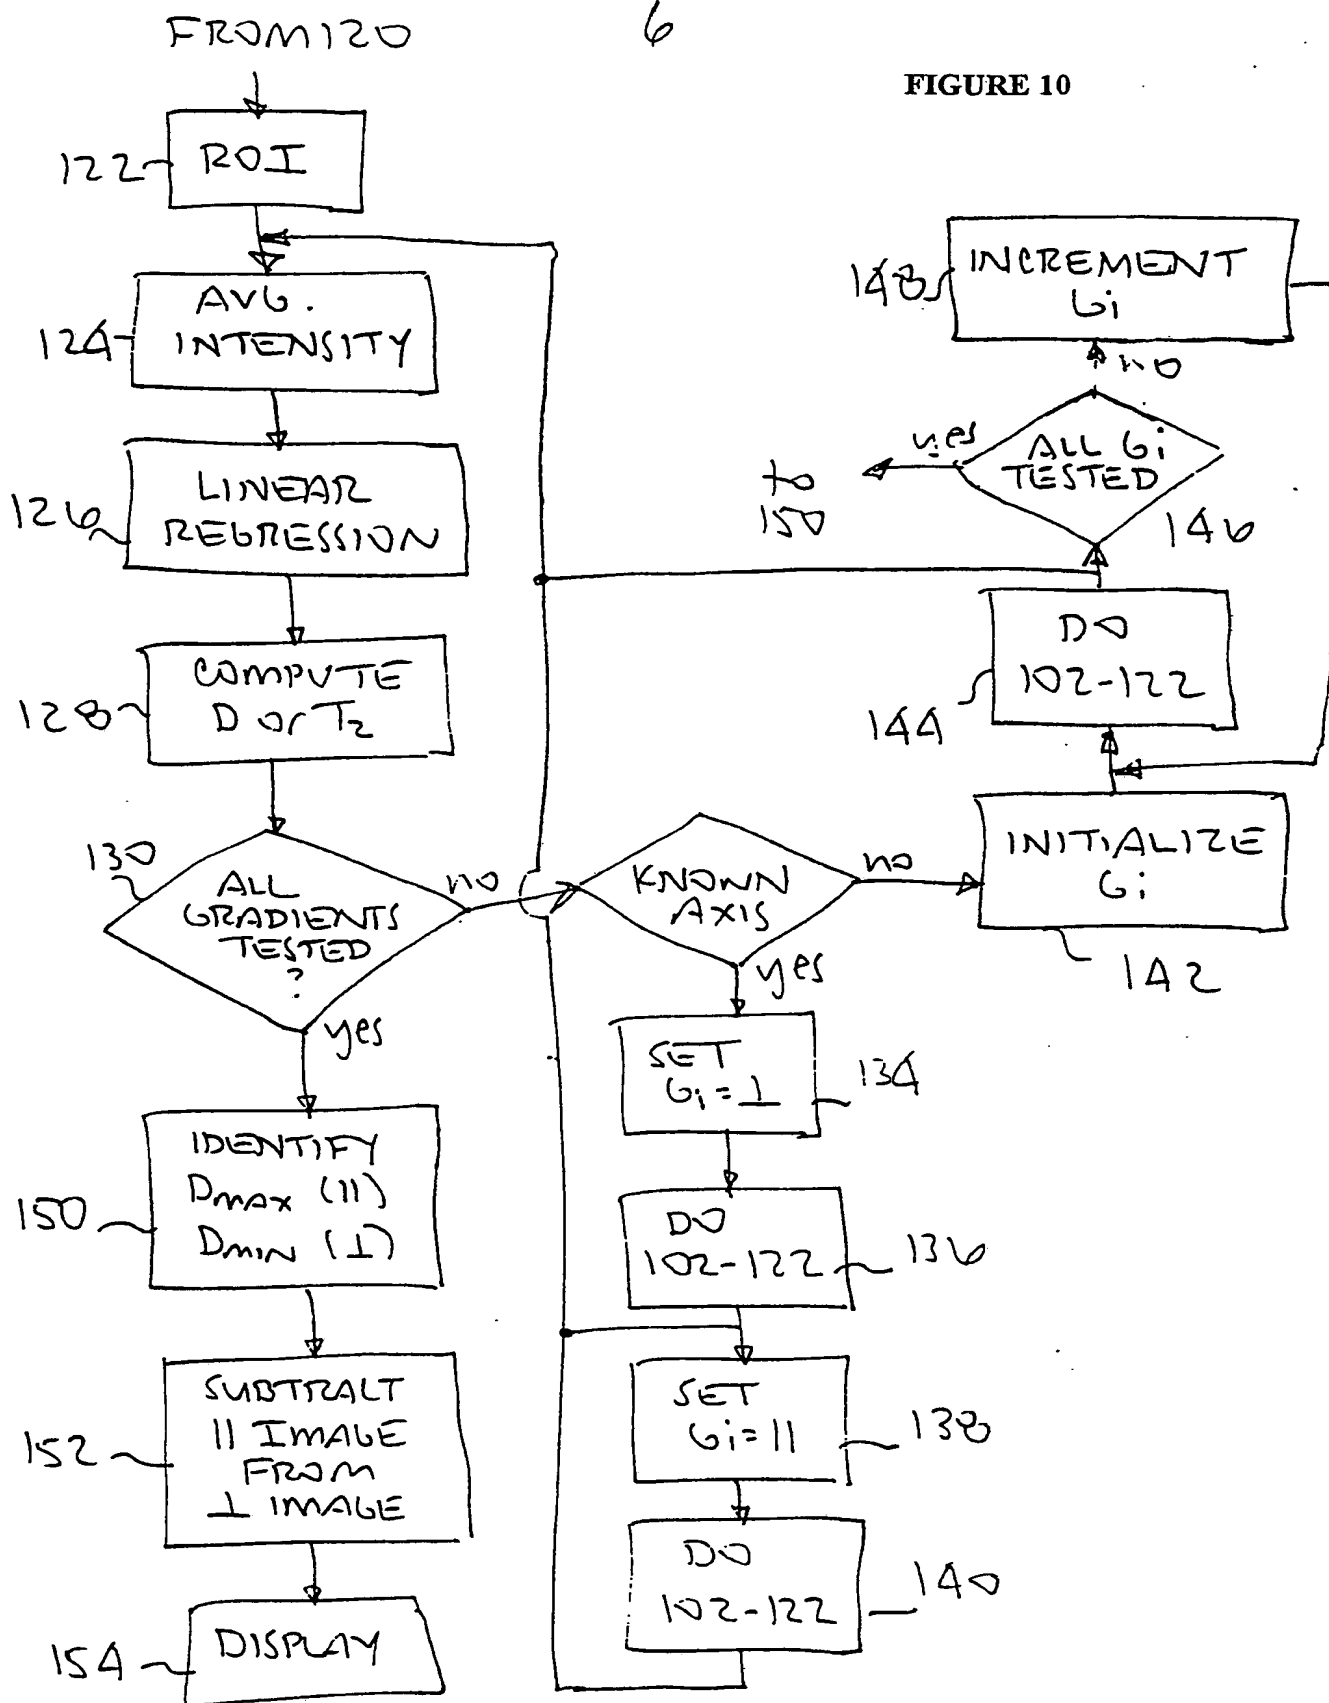 FROM 120
6
FIGURE 10
122
ROI
124
AVG.
INTENSITY
126
LINEAR
REGRESSION
128
COMPUTE
D or T2
130
ALL
GRADIENTS
TESTED
?
no
yes
150
IDENTIFY
DMAX (||)
DMIN (⊥)
152
SUBTRACT
|| IMAGE
FROM
⊥ IMAGE
154
DISPLAY
KNOWN
AXIS
no
yes
SET
Gi = ⊥
134
DO
102-122
136
SET
Gi = ||
138
DO
102-122
140
148
INCREMENT
Gi
no
yes
to
150
ALL Gi
TESTED
146
DO
102-122
144
INITIALIZE
Gi
142